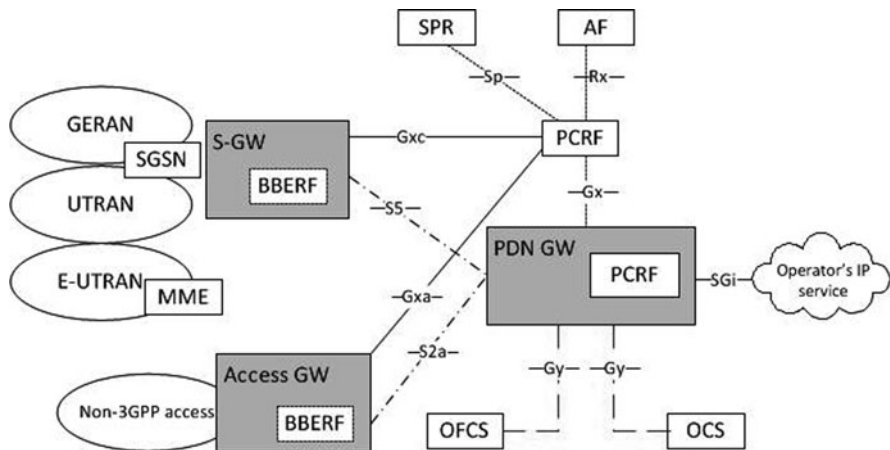 SPR
AF
Sp
Rx
GERAN
SGSN
S-GW
BBERF
Gxc
PCRF
UTRAN
S5
Gx
E-UTRAN
MME
PDN GW
PCRF
SGi
Operator's IP
service
Gxa
S2a
Access GW
Gy
Gy
Non-3GPP access
BBERF
OFCS
OCS